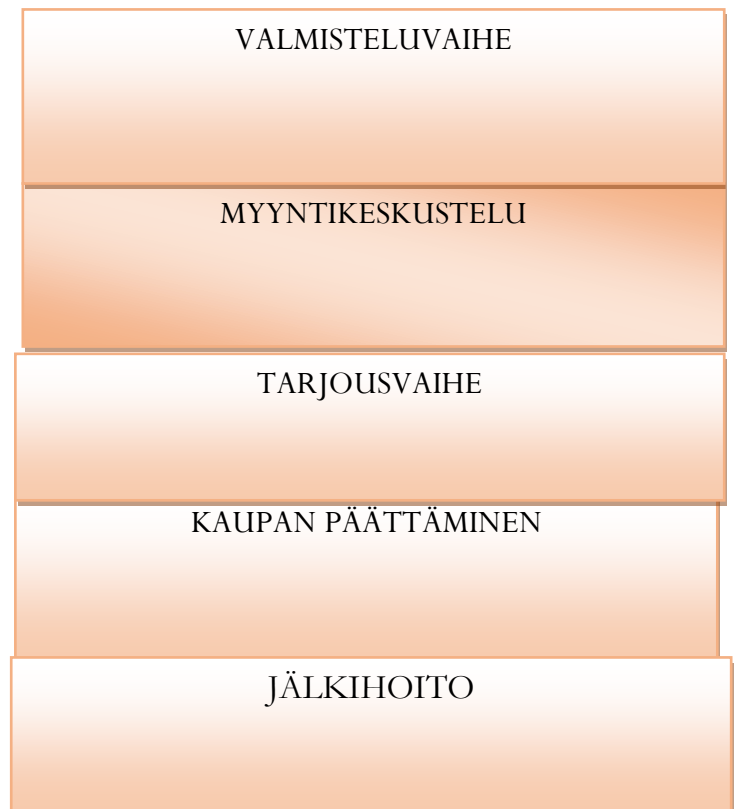 VALMISTELUVAIHE
MYYNTIKESKUSTELU
TARJOUSVAIHE
KAUPAN PÄÄTTÄMINEN
JÄLKIHOITO